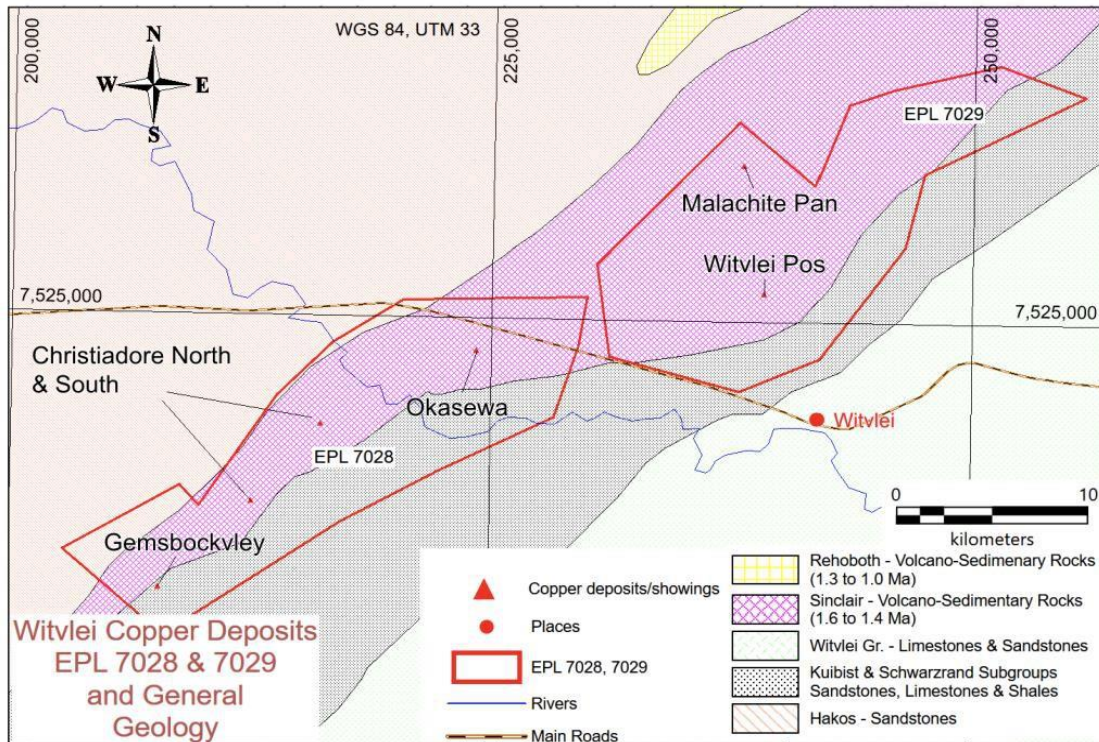 WGS 84, UTM 33
200,000
225,000
250,000
N
W
E
S
EPL 7029
Malachite Pan
Witvlei Pos
7,525,000
7,525,000
Christiadore North
& South
Okasewa
Witvlei
EPL 7028
Gemsbockvley
0
10
kilometers
Witvlei Copper Deposits
EPL 7028 & 7029
and General
Geology
Copper deposits/showings
Places
EPL 7028, 7029
Rivers
Main Roads
Rehoboth - Volcano-Sedimenary Rocks
(1.3 to 1.0 Ma)
Sinclair - Volcano-Sedimentary Rocks
(1.6 to 1.4 Ma)
Witvlei Gr. - Limestones & Sandstones
Kuibist & Schwarzrand Subgroups
Sandstones, Limestones & Shales
Hakos - Sandstones